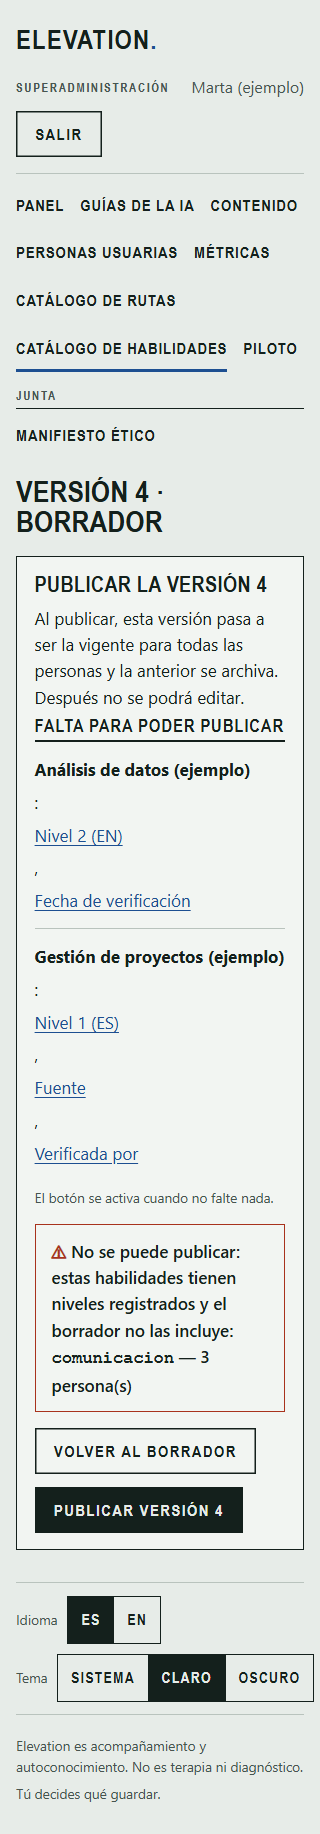 ELEVATION.
SUPERADMINISTRACIÓN Marta (ejemplo)
SALIR
PANEL GUÍAS DE LA IA CONTENIDO
PERSONAS USUARIAS MÉTRICAS
CATÁLOGO DE RUTAS
CATÁLOGO DE HABILIDADES PILOTO
JUNTA
MANIFIESTO ÉTICO
VERSIÓN 4 ·
BORRADOR
PUBLICAR LA VERSIÓN 4
Al publicar, esta versión pasa a
ser la vigente para todas las
personas y la anterior se archiva.
Después no se podrá editar.
FALTA PARA PODER PUBLICAR
Análisis de datos (ejemplo)
:
Nivel 2 (EN)
,
Fecha de verificación
Gestión de proyectos (ejemplo)
:
Nivel 1 (ES)
,
Fuente
,
Verificada por
El botón se activa cuando no falte nada.
⚠ No se puede publicar:
estas habilidades tienen
niveles registrados y el
borrador no las incluye:
comunicacion — 3
persona(s)
VOLVER AL BORRADOR
PUBLICAR VERSIÓN 4
Idioma ES EN
Tema SISTEMA CLARO OSCURO
Elevation es acompañamiento y
autoconocimiento. No es terapia ni diagnóstico.
Tú decides qué guardar.